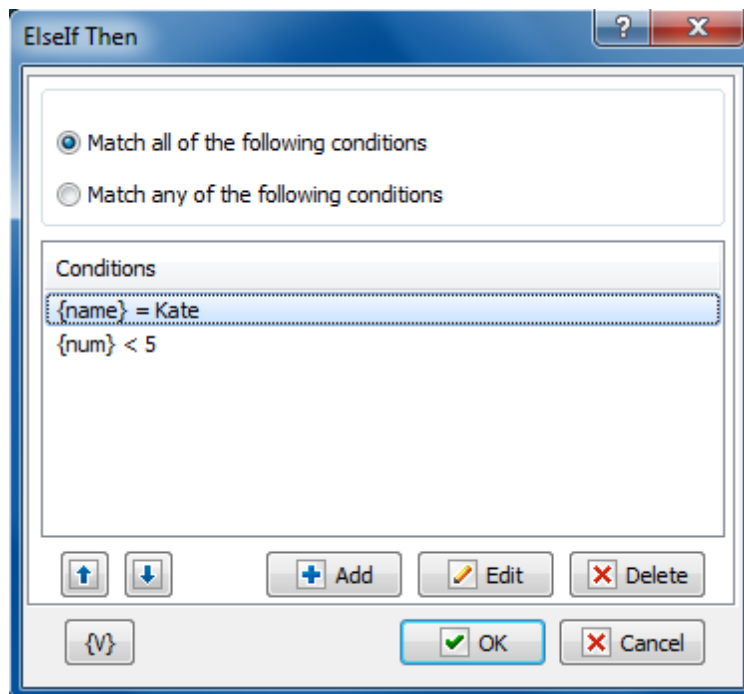 ElseIf Then
?
Match all of the following conditions
Match any of the following conditions
Conditions
{name} = Kate
{num} < 5
Add Edit Delete
{V} OK Cancel